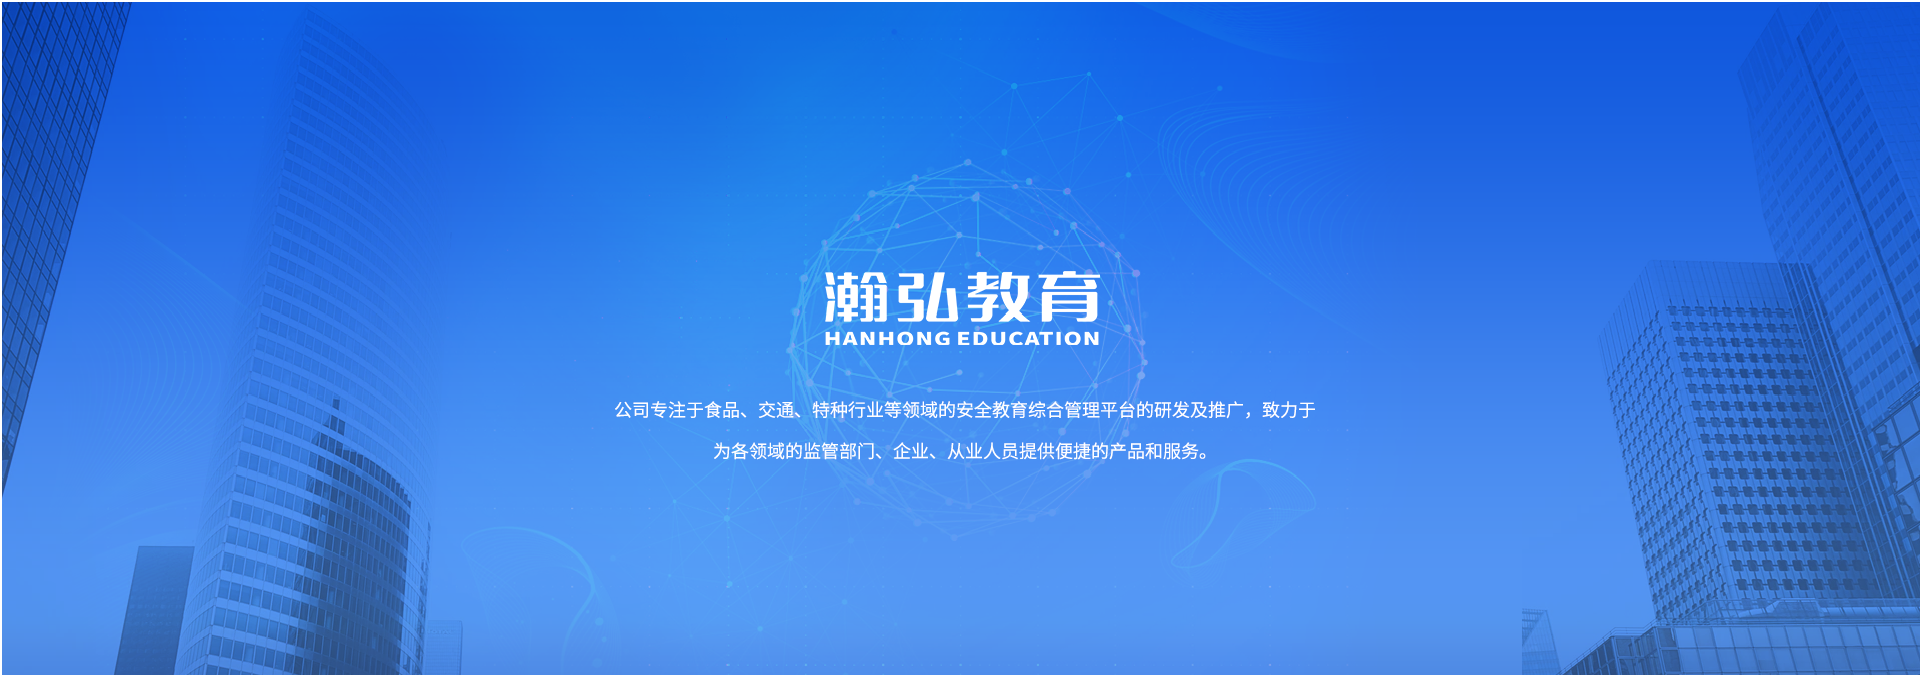 瀚弘教育
HANHONG EDUCATION
公司专注于食品、交通、特种行业等领域的安全教育综合管理平台的研发及推广，致力于
为各领域的监管部门、企业、从业人员提供便捷的产品和服务。